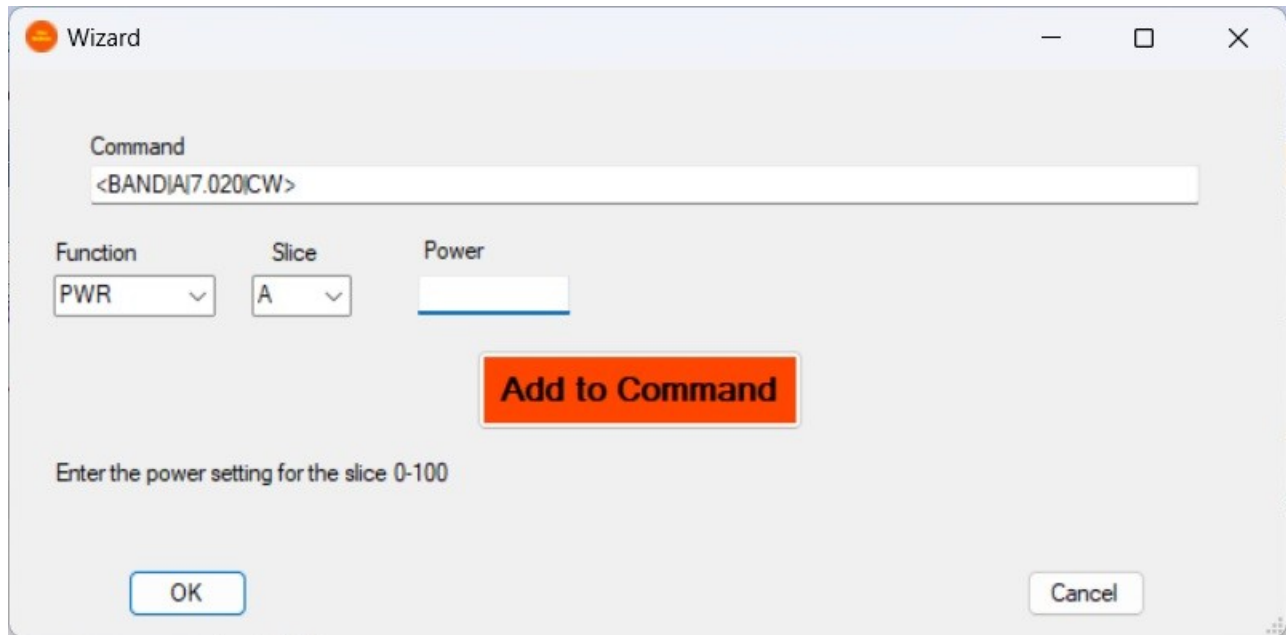 Wizard
Command
<BAND|A|7.020|CW>
Function Slice Power
PWR A
Add to Command
Enter the power setting for the slice 0-100
OK Cancel